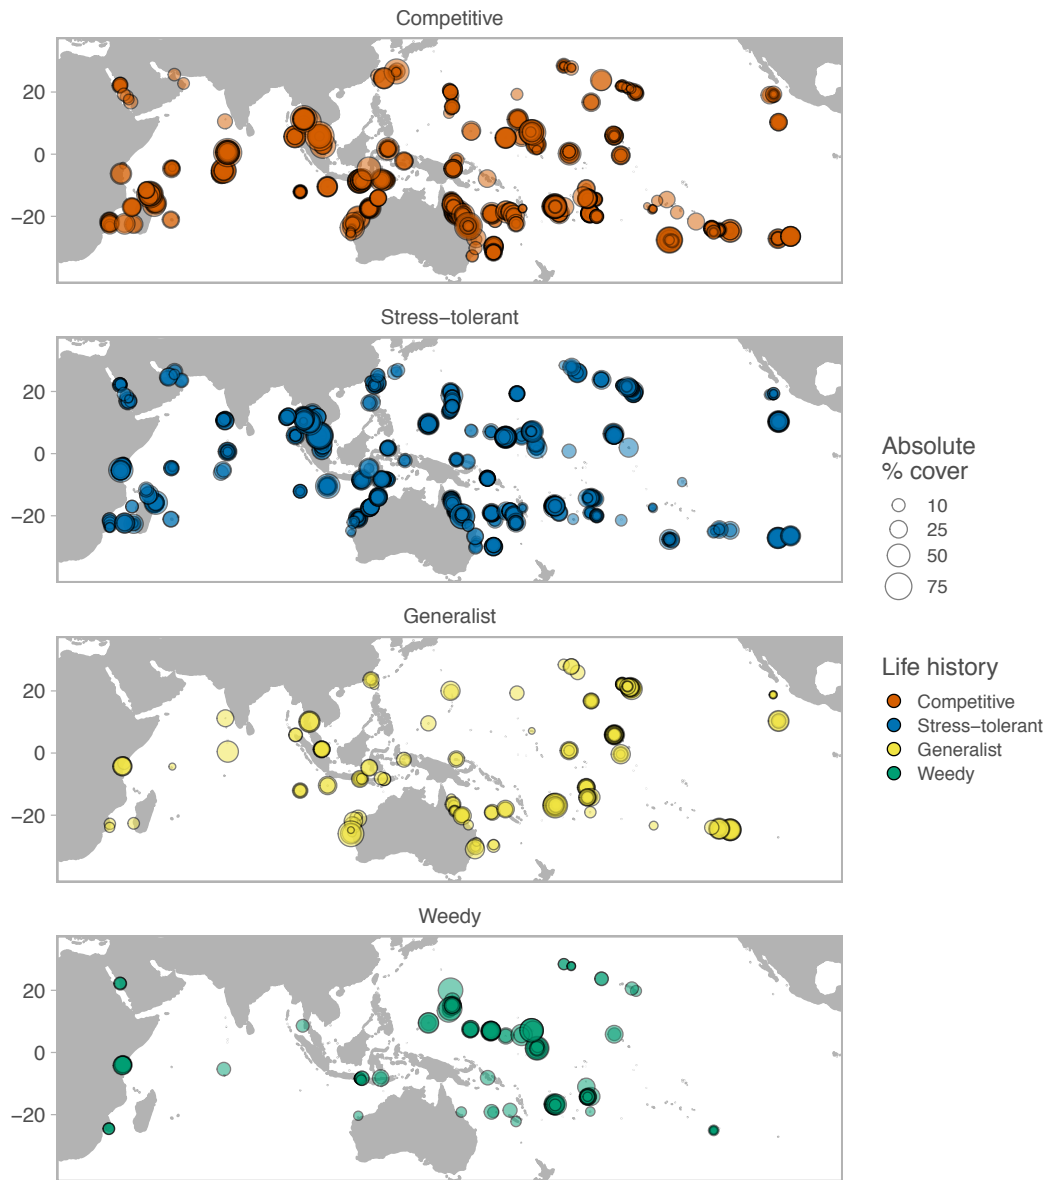 Competitive
20
0
−20
Stress−tolerant
20
0
−20
Generalist
20
0
−20
Weedy
20
0
−20
Absolute
% cover
10
25
50
75
Life history
Competitive
Stress−tolerant
Generalist
Weedy